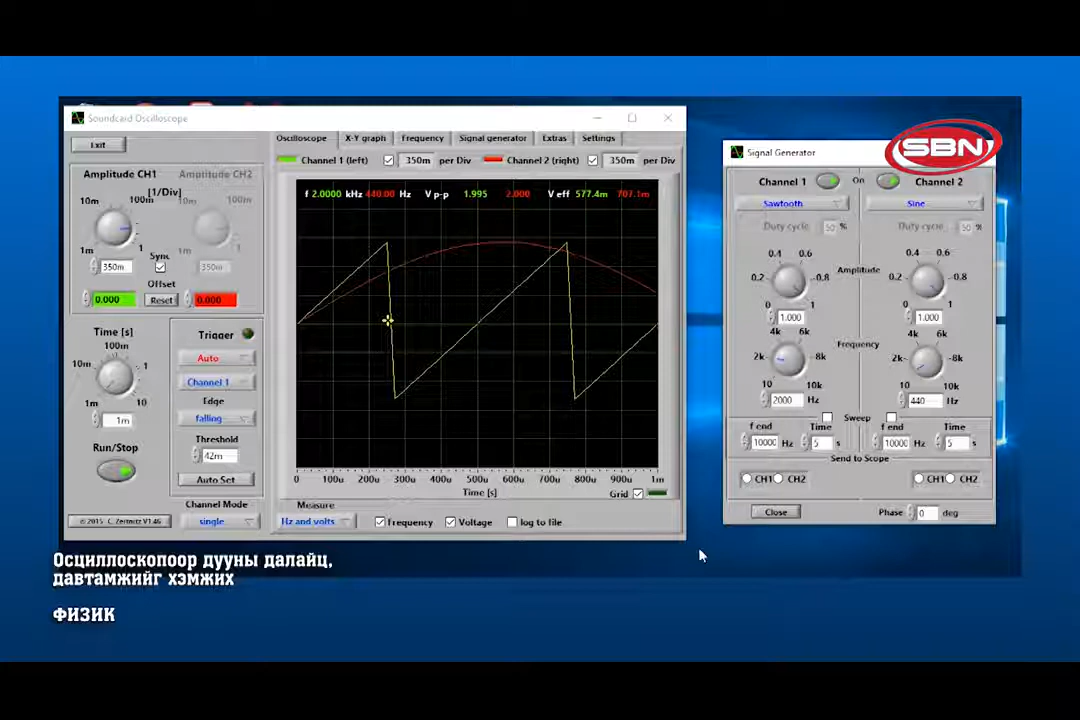 Soundcard Oscilloscope
Exit
Oscilloscope X-Y graph Frequency Signal generator Extras Settings
Channel 1 (left) 350m per Div Channel 2 (right) 350m per Div
Amplitude CH1 Amplitude CH2
[1/Div]
10m 100m 10m 100m
1m 1 1m 1
Sync
350m 350m
Offset
0.000 Reset 0.000
f 2.0000 kHz 440.00 Hz V p-p 1.995 2.000 V eff 577.4m 707.1m
Time [s]
100m
10m 1
1m 10
1m
Run/Stop
Trigger
Auto
Channel 1
Edge
falling
Threshold
42m
Auto Set
Channel Mode
single
© 2015 C. Zeitnitz V1.46
0 100u 200u 300u 400u 500u 600u 700u 800u 900u 1m
Time [s]
Grid
Measure
Hz and volts Frequency Voltage log to file
SBN
Signal Generator
Channel 1 On Channel 2
Sawtooth Sine
Duty cycle 50 % Duty cycle 50 %
0.4 0.6 0.4 0.6
0.2 0.8 Amplitude 0.2 0.8
0 1 0 1
1.000 1.000
4k 6k Frequency 4k 6k
2k 8k 2k 8k
10 10k 10 10k
2000 Hz 440 Hz
Sweep
f end Time f end Time
10000 Hz 5 s 10000 Hz 5 s
Send to Scope
CH1 CH2 CH1 CH2
Close Phase 0 deg
Осциллоскопоор дууны далайц,
давтамжийг хэмжих
ФИЗИК